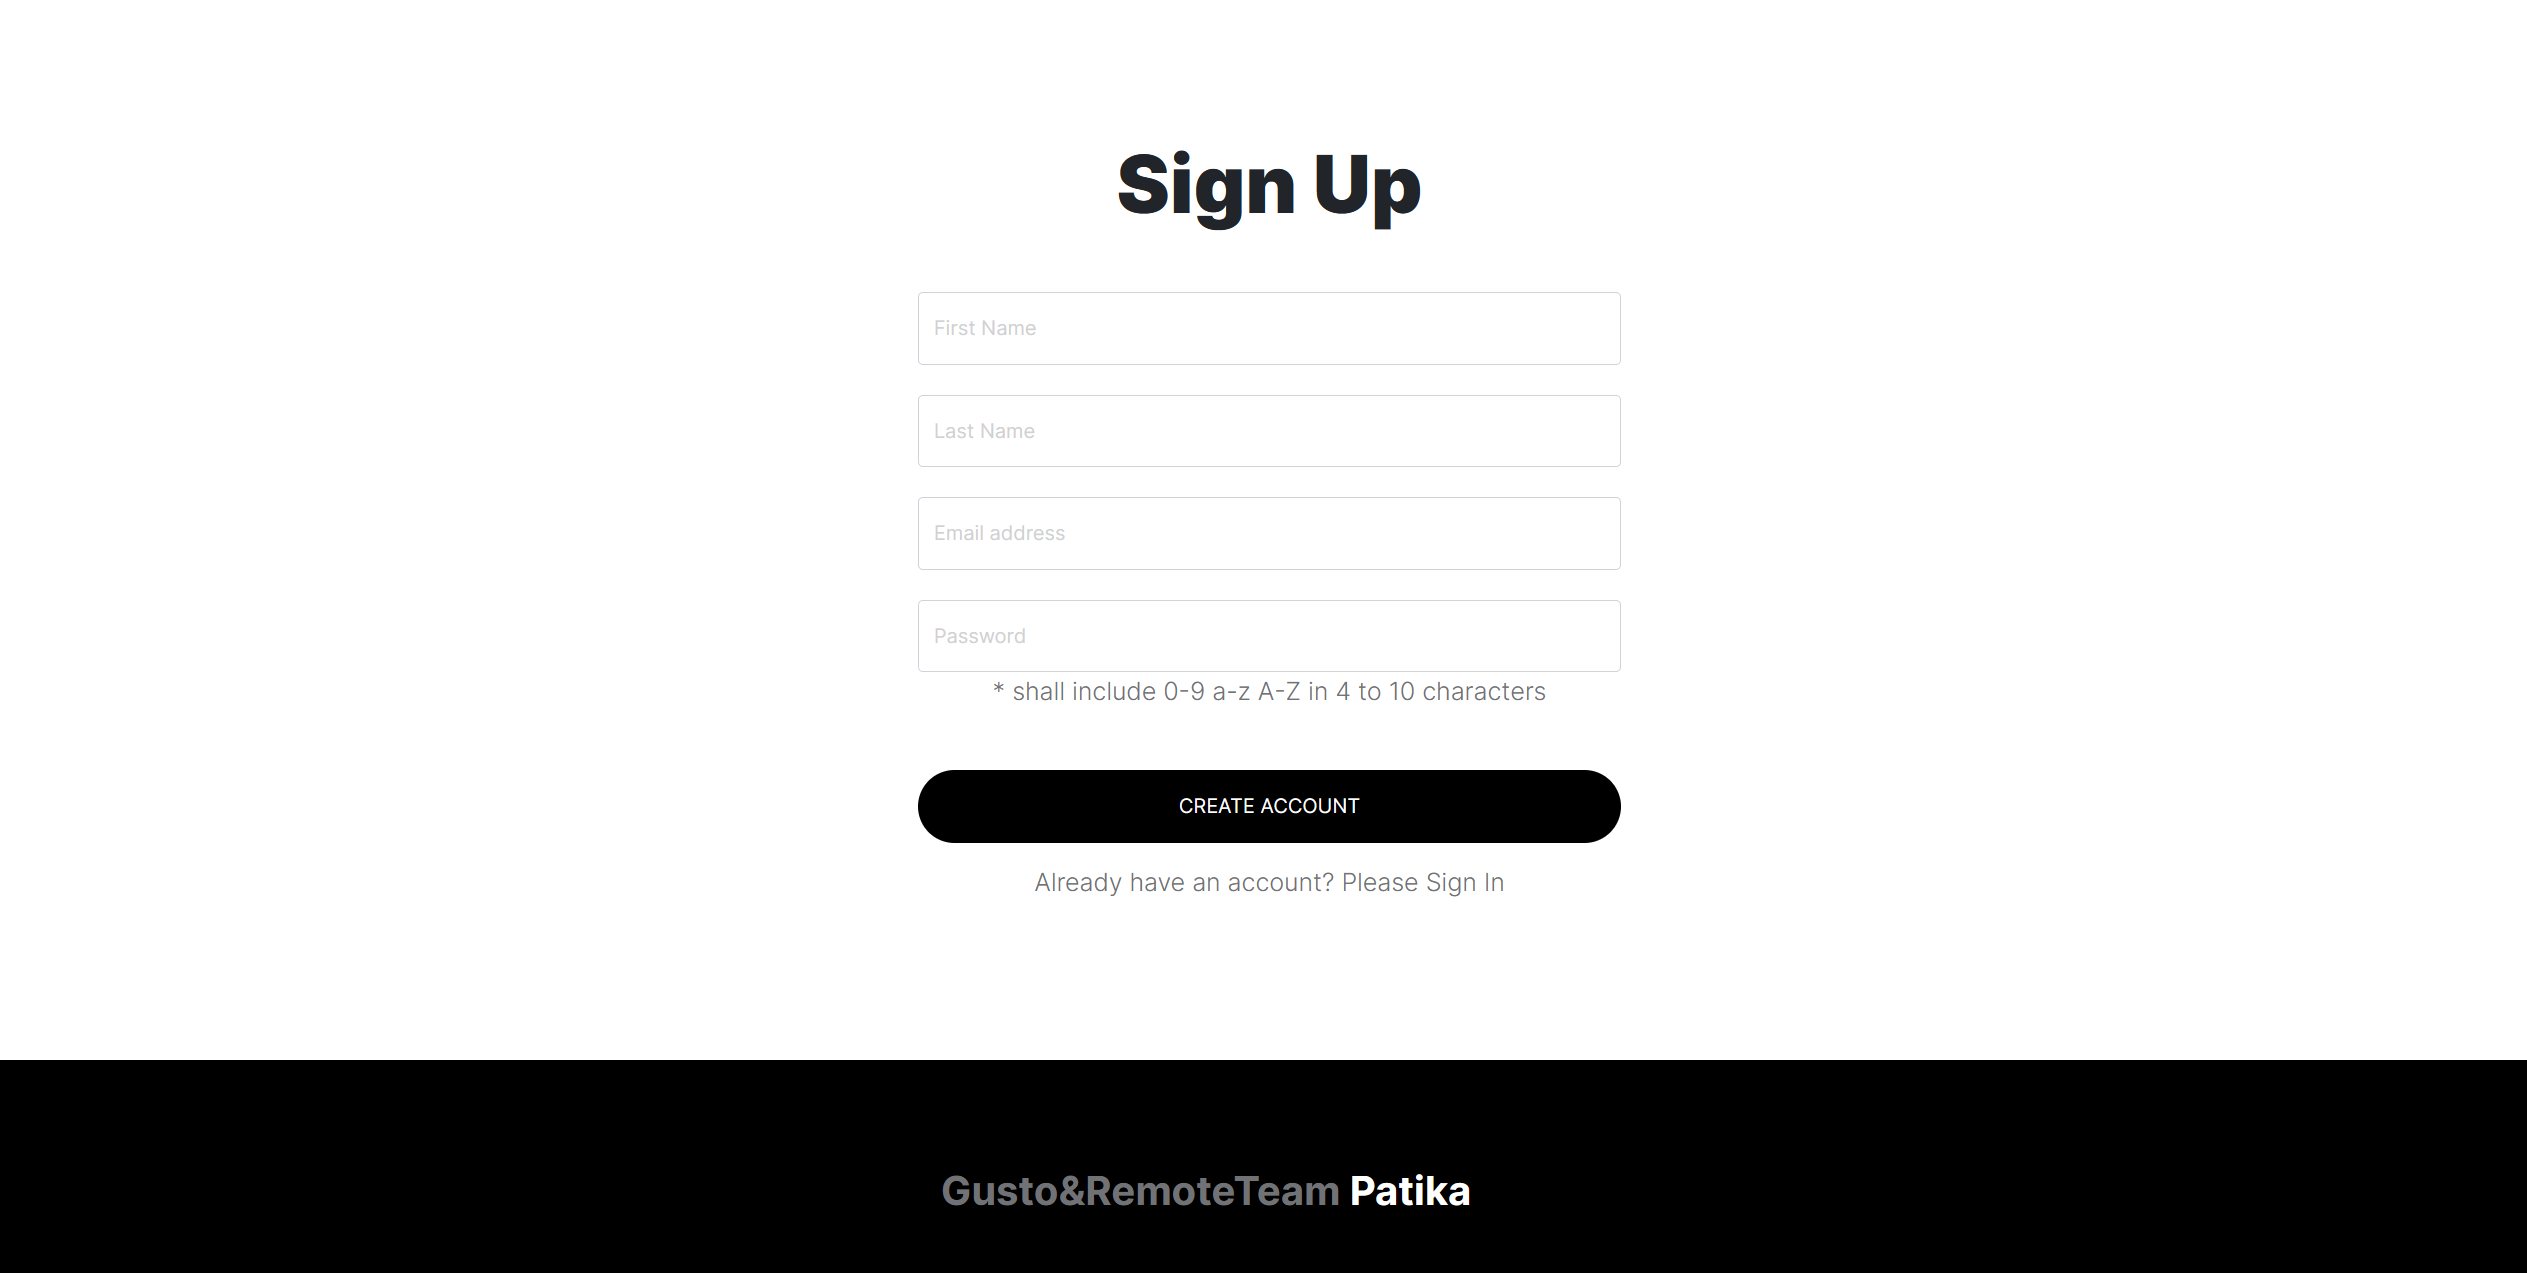 Sign Up
First Name
Last Name
Email address
Password
* shall include 0-9 a-z A-Z in 4 to 10 characters
CREATE ACCOUNT
Already have an account? Please Sign In
Gusto&RemoteTeam Patika